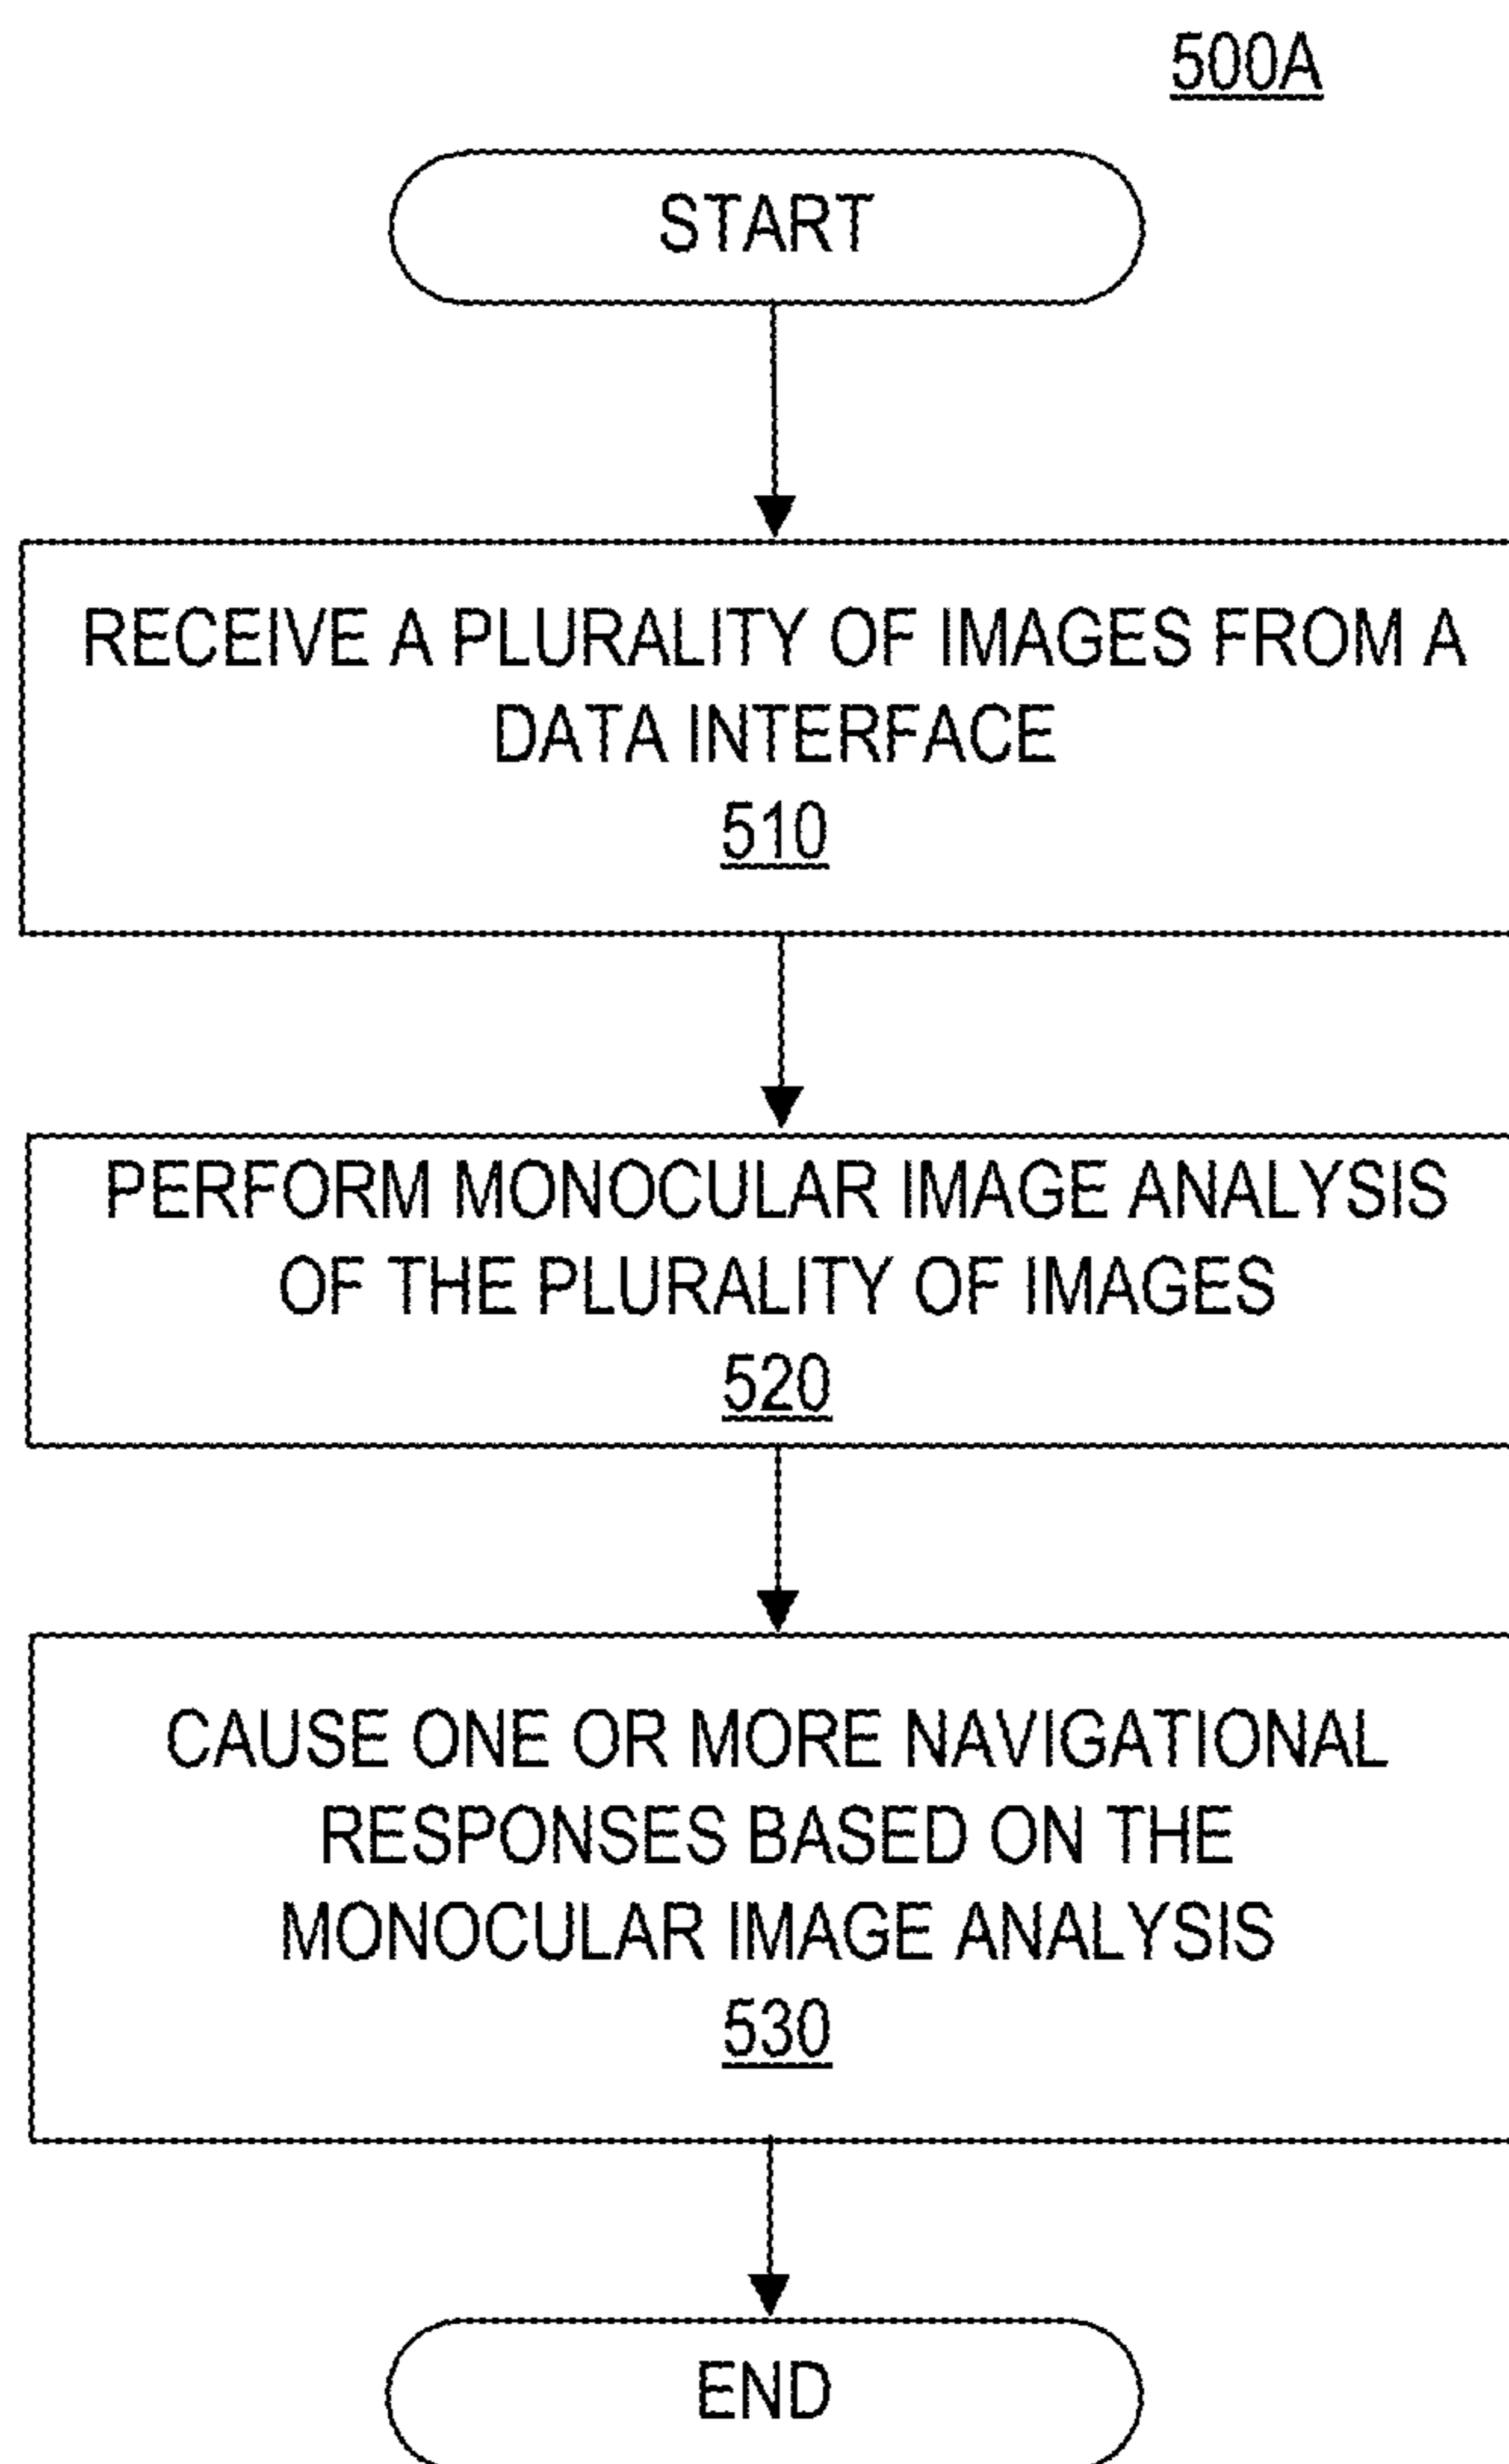 500A
START
RECEIVE A PLURALITY OF IMAGES FROM A
DATA INTERFACE
510
PERFORM MONOCULAR IMAGE ANALYSIS
OF THE PLURALITY OF IMAGES
520
CAUSE ONE OR MORE NAVIGATIONAL
RESPONSES BASED ON THE
MONOCULAR IMAGE ANALYSIS
530
END